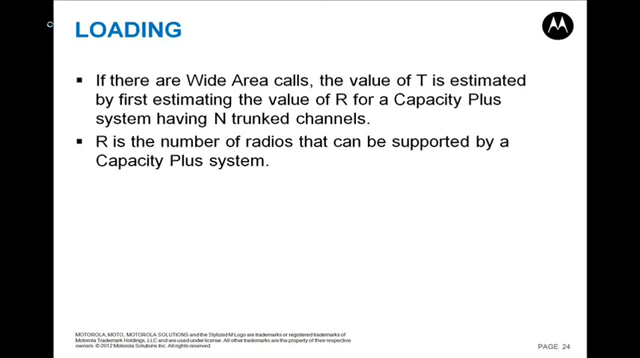 LOADING
▪ If there are Wide Area calls, the value of T is estimated
by first estimating the value of R for a Capacity Plus
system having N trunked channels.
▪ R is the number of radios that can be supported by a
Capacity Plus system.
MOTOROLA, MOTO, MOTOROLA SOLUTIONS and the Stylized M Logo are trademarks or registered trademarks of
Motorola Trademark Holdings, LLC and are used under license. All other trademarks are the property of their respective
owners. © 2012 Motorola Solutions Inc. All rights reserved.
PAGE 24